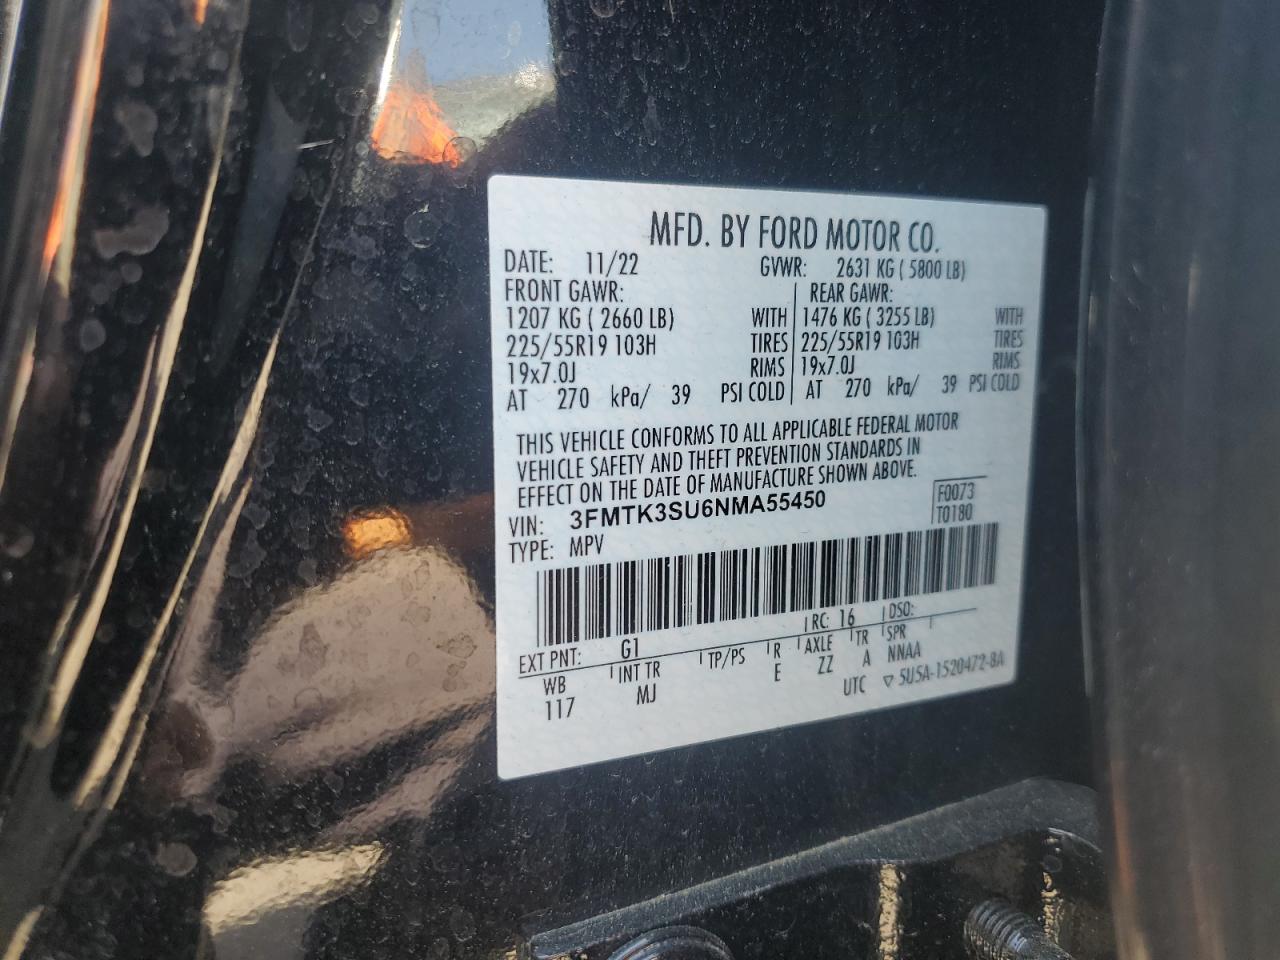 MFD. BY FORD MOTOR CO.
DATE: 11/22 GVWR: 2631 KG ( 5800 LB)
FRONT GAWR: REAR GAWR:
1207 KG ( 2660 LB) WITH 1476 KG ( 3255 LB) WITH
225/55R19 103H TIRES 225/55R19 103H TIRES
19x7.0J RIMS 19x7.0J RIMS
AT 270 kPa/ 39 PSI COLD AT 270 kPa/ 39 PSI COLD
THIS VEHICLE CONFORMS TO ALL APPLICABLE FEDERAL MOTOR
VEHICLE SAFETY AND THEFT PREVENTION STANDARDS IN
EFFECT ON THE DATE OF MANUFACTURE SHOWN ABOVE.
F0073
VIN: 3FMTK3SU6NMA55450
T0180
TYPE: MPV
EXT PNT: G1 RC: 16 DSO:
WB INT TR TP/PS R AXLE TR SPR
117 MJ E ZZ A NNAA
UTC ▽ 5U5A-1520472-8A